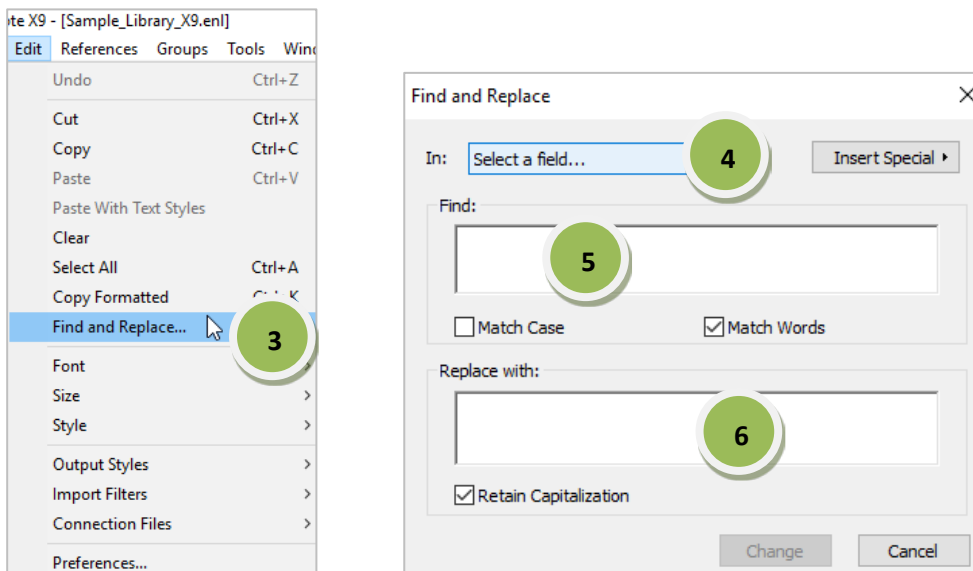 te X9 - [Sample_Library_X9.enl]
Edit References Groups Tools Wind
Undo Ctrl+Z
Cut Ctrl+X
Copy Ctrl+C
Paste Ctrl+V
Paste With Text Styles
Clear
Select All Ctrl+A
Copy Formatted Ctrl+K
Find and Replace...
3
Font
Size
Style
Output Styles
Import Filters
Connection Files
Preferences...
Find and Replace
In: Select a field... 4 Insert Special
Find:
5
Match Case Match Words
Replace with:
6
Retain Capitalization
Change Cancel